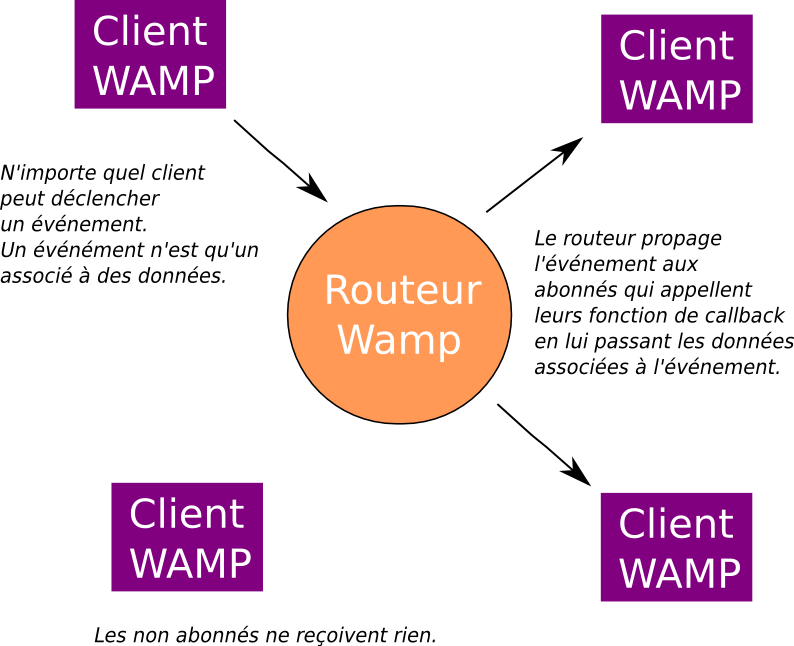 Client
WAMP
Client
WAMP
N'importe quel client
peut déclencher
un événement.
Un événément n'est qu'un
associé à des données.
Le routeur propage
l'événement aux
abonnés qui appellent
leurs fonction de callback
en lui passant les données
associées à l'événement.
Routeur
Wamp
Client
WAMP
Client
WAMP
Les non abonnés ne reçoivent rien.